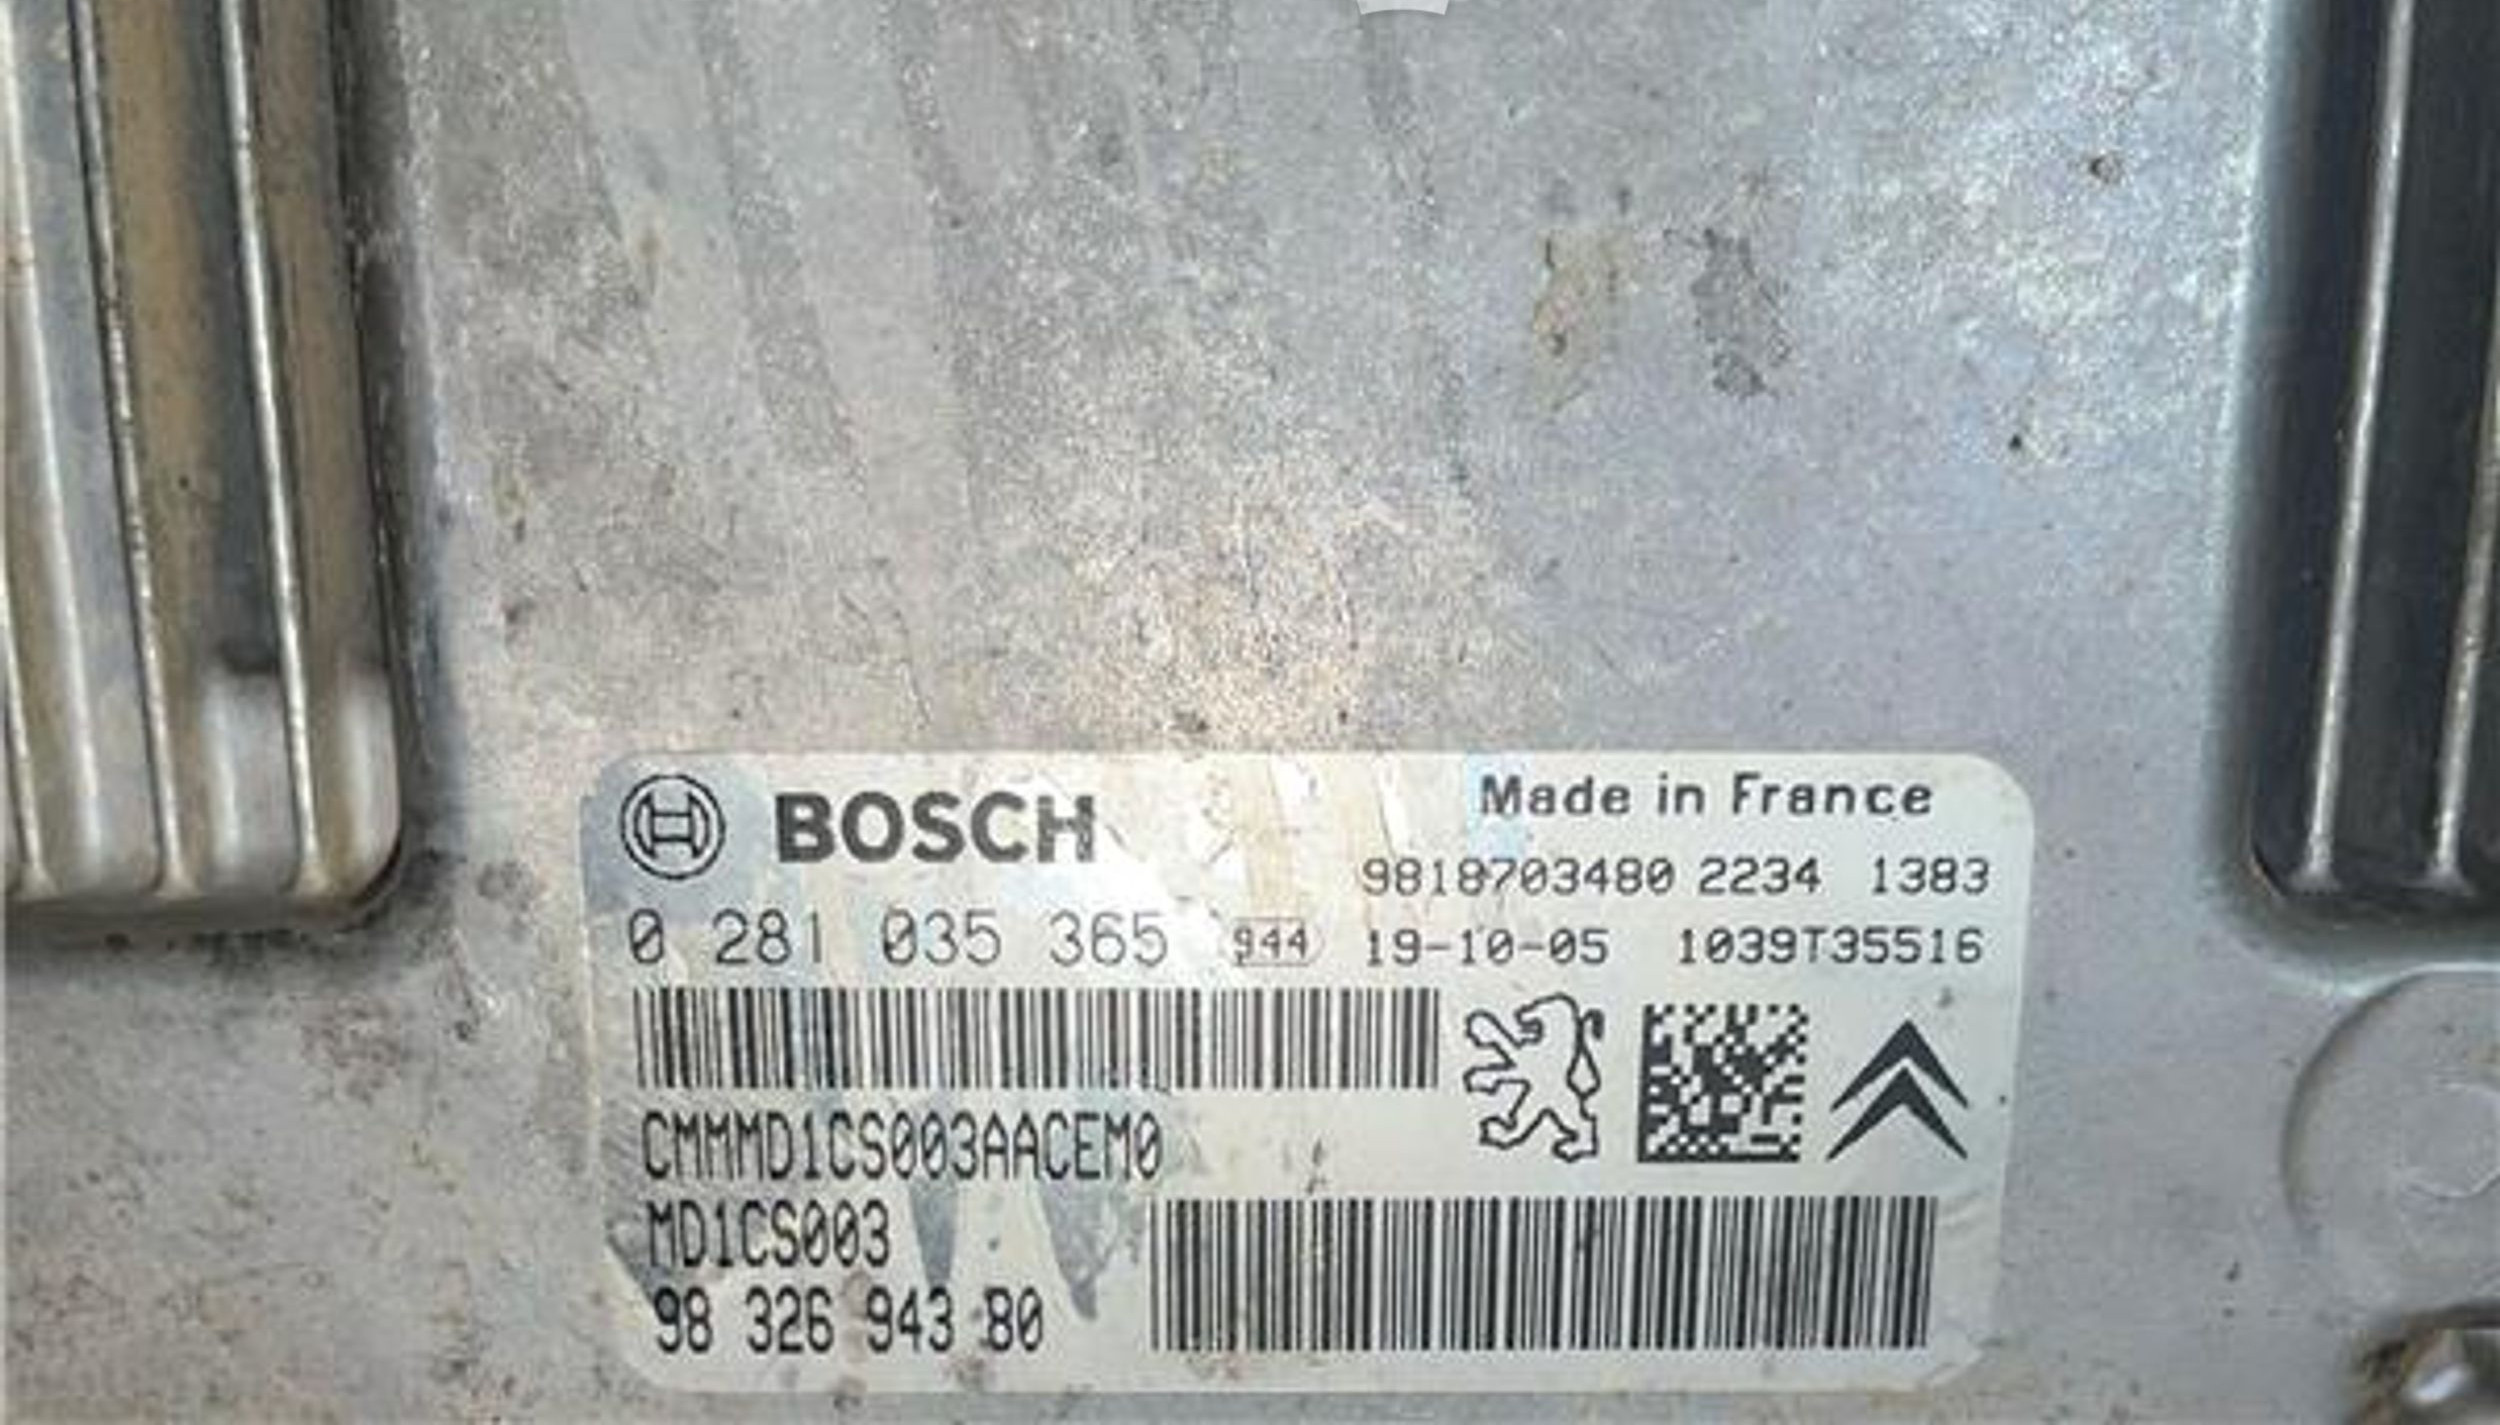 BOSCH
Made in France
9818703480 2234 1383
0 281 035 365 944 19-10-05 1039T35516
CMMMD1CS003AACEM0
MD1CS003
98 326 943 80